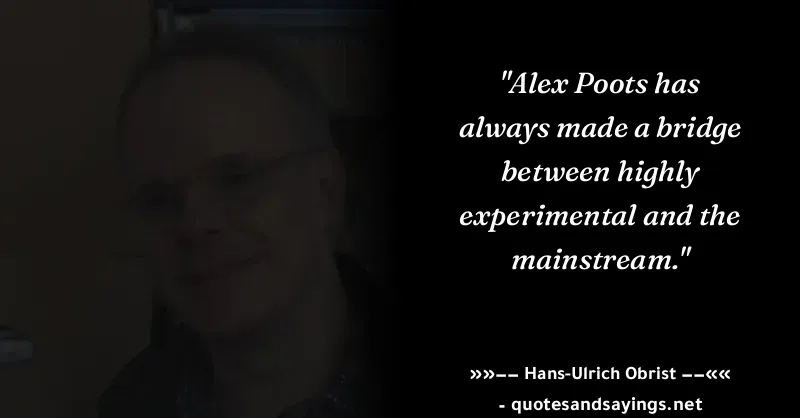 "Alex Poots has
always made a bridge
between highly
experimental and the
mainstream."
»»–– Hans-Ulrich Obrist ––««
- quotesandsayings.net